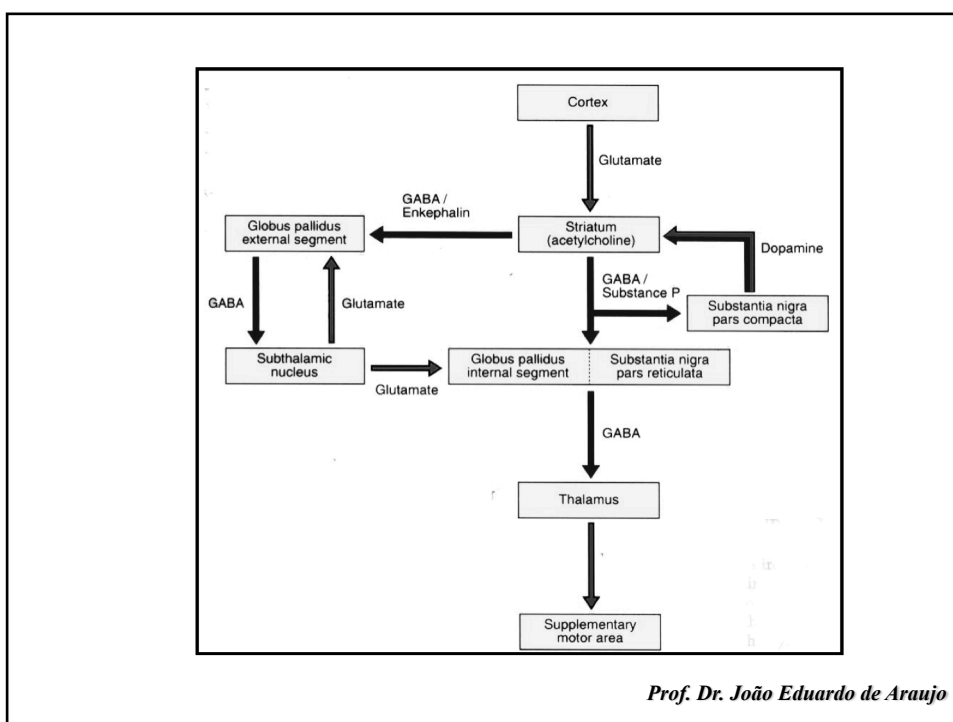 Cortex
Glutamate
GABA /
Enkephalin
Globus pallidus
external segment
Striatum
(acetylcholine)
Dopamine
GABA /
Substance P
GABA
Glutamate
Substantia nigra
pars compacta
Subthalamic
nucleus
Glutamate
Globus pallidus
internal segment
Substantia nigra
pars reticulata
GABA
Thalamus
Supplementary
motor area
Prof. Dr. João Eduardo de Araujo